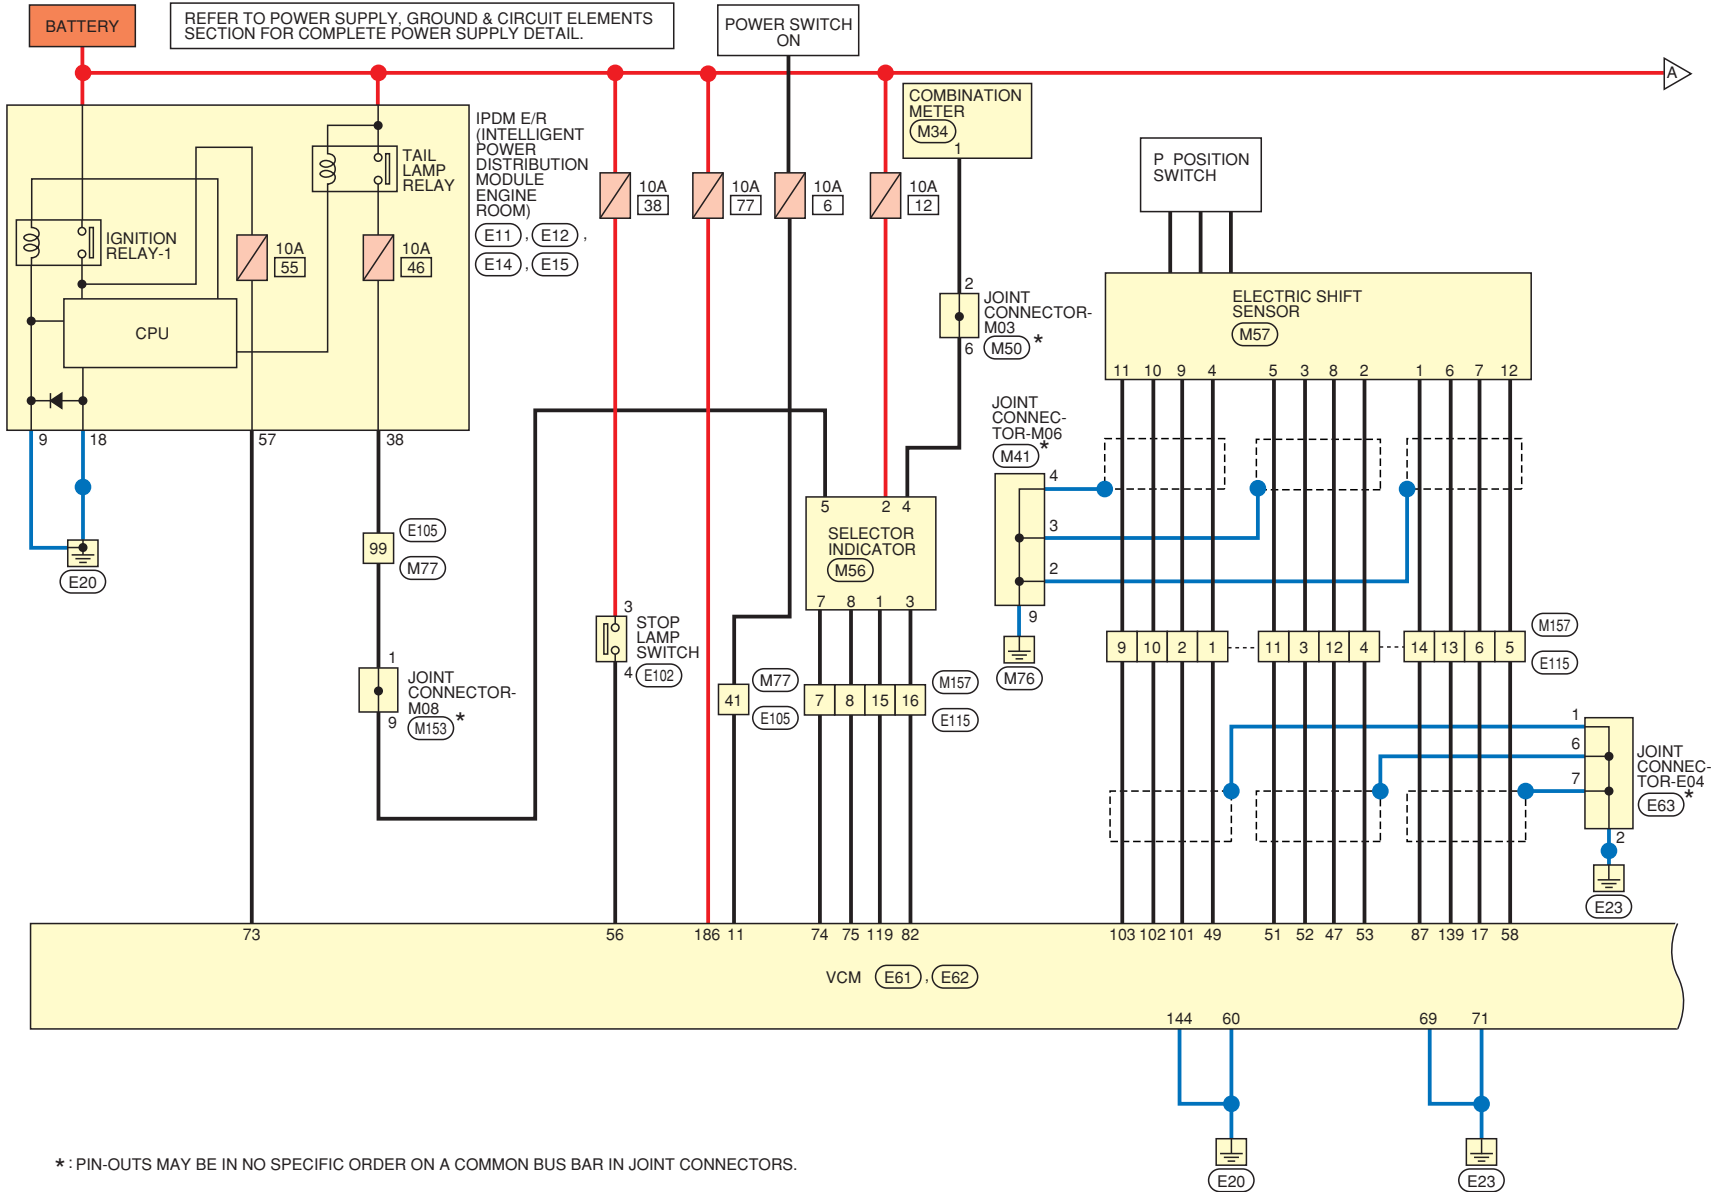 BATTERY
REFER TO POWER SUPPLY, GROUND & CIRCUIT ELEMENTS
SECTION FOR COMPLETE POWER SUPPLY DETAIL.
POWER SWITCH
ON
A
COMBINATION
METER
M34
1
IPDM E/R
(INTELLIGENT
POWER
DISTRIBUTION
MODULE
ENGINE
ROOM)
E11 , E12 ,
E14 , E15
TAIL
LAMP
RELAY
IGNITION
RELAY-1
10A
55
10A
46
CPU
9
18
57
38
10A
38
10A
77
10A
6
10A
12
P POSITION
SWITCH
2
JOINT
CONNECTOR-
M03
M50 *
6
ELECTRIC SHIFT
SENSOR
M57
11 10 9 4 5 3 8 2 1 6 7 12
JOINT
CONNEC-
TOR-M06
M41 *
4
3
2
9
M76
E20
99
E105
M77
1
JOINT
CONNECTOR-
M08
M153 *
9
5 2 4
SELECTOR
INDICATOR
M56
7 8 1 3
3
STOP
LAMP
SWITCH
4 E102
41
M77
E105
7 8 15 16
M157
E115
9 10 2 1 11 3 12 4 14 13 6 5
M157
E115
1
6
7
JOINT
CONNEC-
TOR-E04
E63 *
2
E23
73 56 186 11 74 75 119 82 103 102 101 49 51 52 47 53 87 139 17 58
VCM E61 , E62
144 60 69 71
E20
E23
* : PIN-OUTS MAY BE IN NO SPECIFIC ORDER ON A COMMON BUS BAR IN JOINT CONNECTORS.